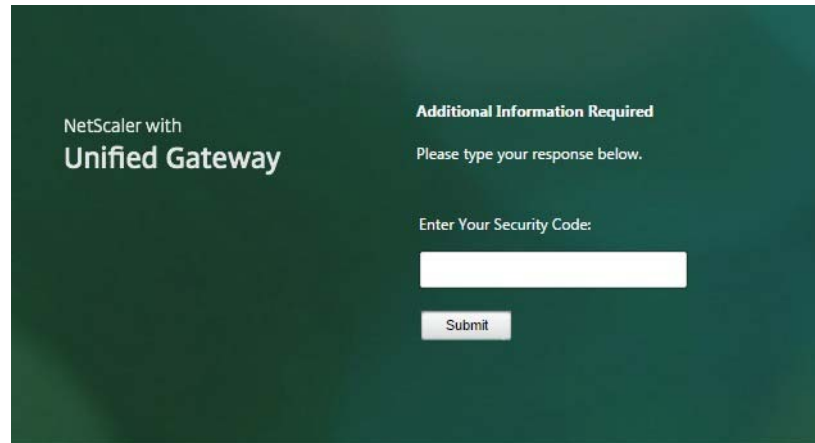 NetScaler with
Unified Gateway
Additional Information Required
Please type your response below.
Enter Your Security Code:
Submit